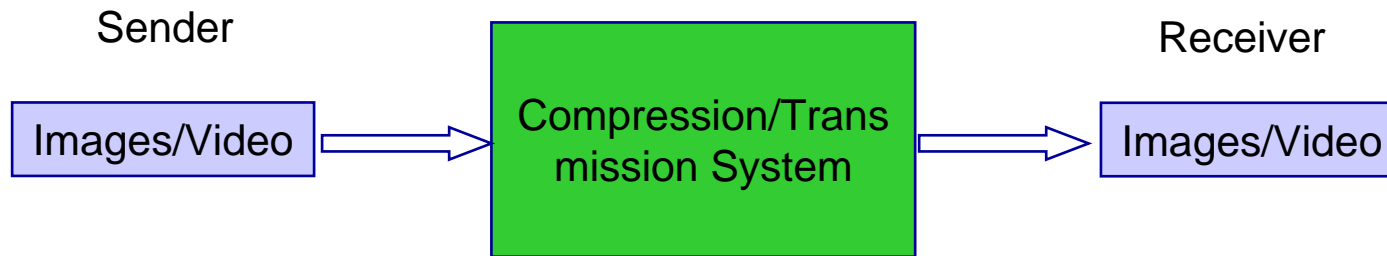 Sender
Receiver
Images/Video
Compression/Trans
mission System
Images/Video